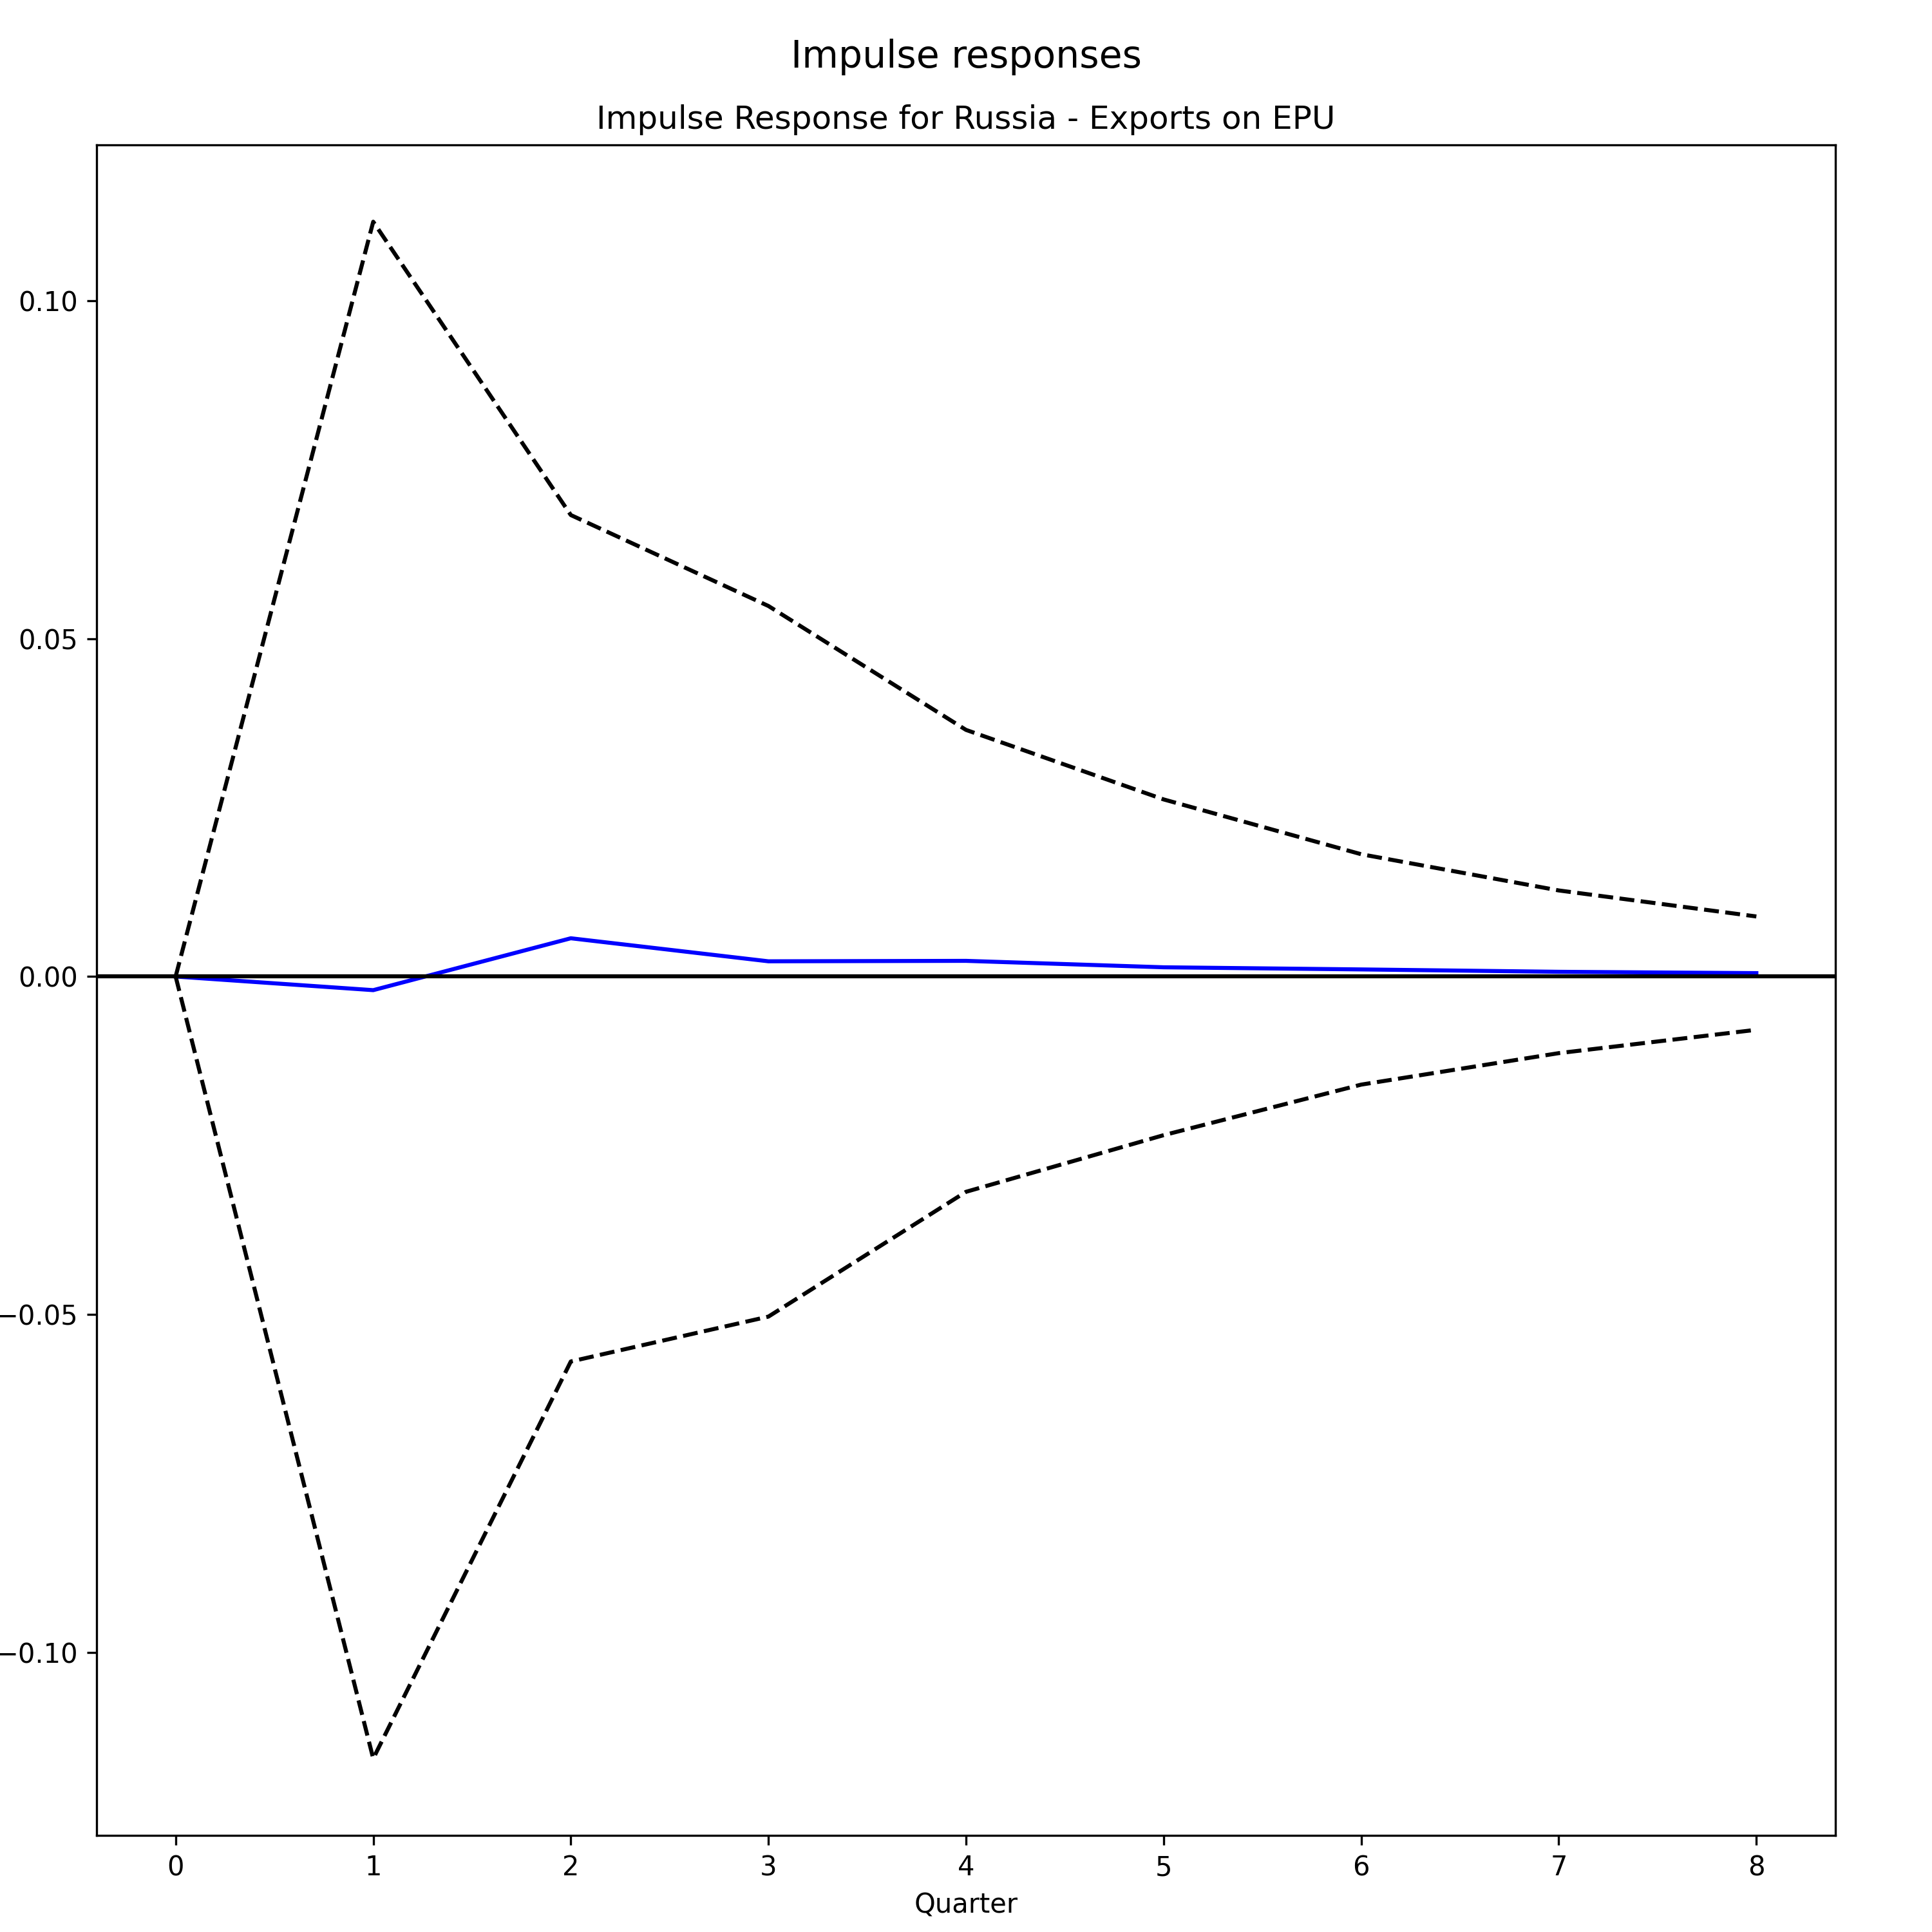 Impulse responses
Impulse Response for Russia - Exports on EPU
0.10
0.05
0.00
−0.05
−0.10
0 1 2 3 4 5 6 7 8
Quarter